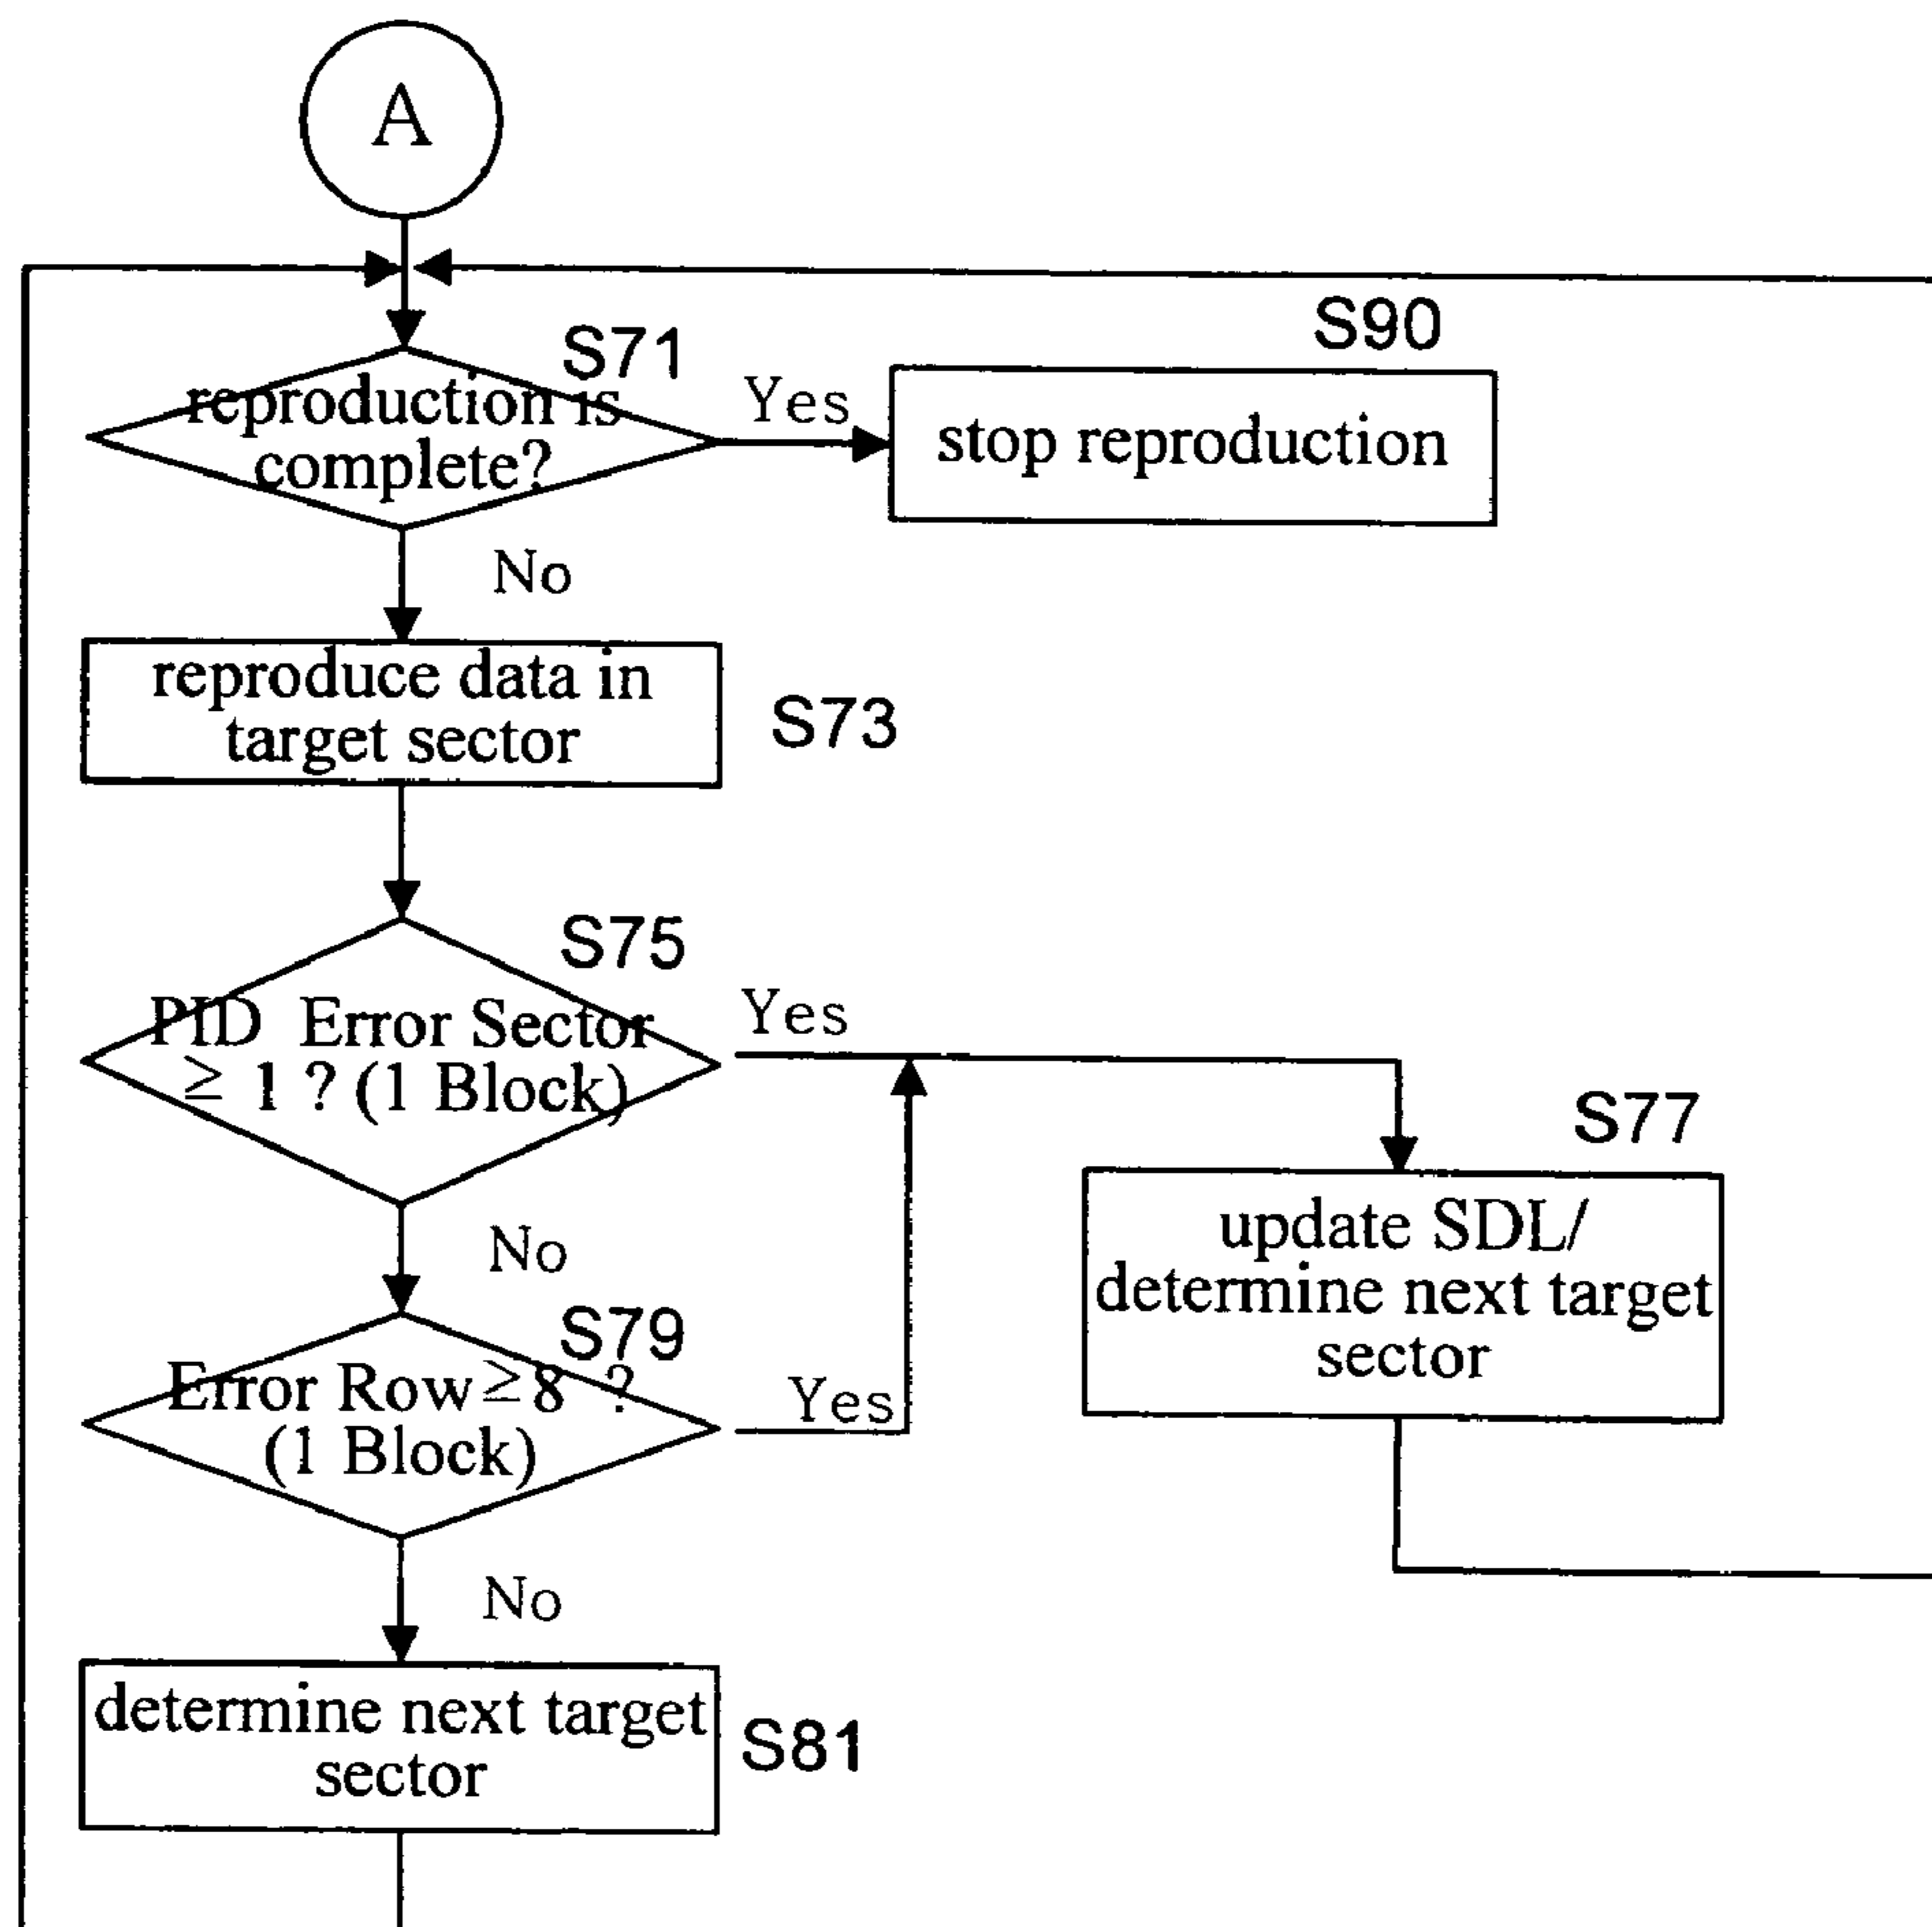 A
S71
reproduction is
complete?
Yes
S90
stop reproduction
No
reproduce data in
target sector
S73
S75
PID Error Sector
≥ 1 ? (1 Block)
Yes
S77
update SDL/
determine next target
sector
No
S79
Error Row ≥8 ?
(1 Block)
Yes
No
determine next target
sector
S81